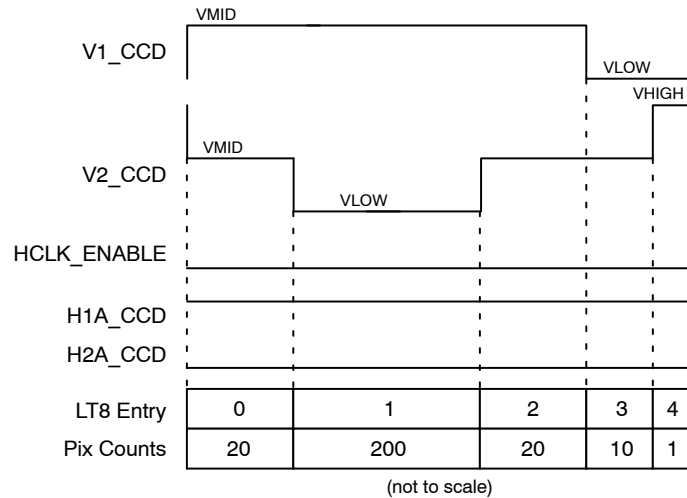 VMID
V1_CCD
VLOW
VHIGH
VMID
V2_CCD
VLOW
HCLK_ENABLE
H1A_CCD
H2A_CCD
LT8 Entry 0 1 2 3 4
Pix Counts 20 200 20 10 1
(not to scale)